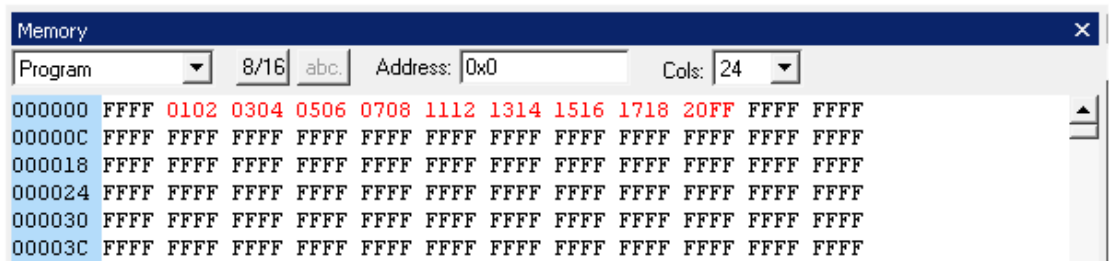 Memory
Program 8/16 abc. Address: 0x0 Cols: 24
000000 FFFF 0102 0304 0506 0708 1112 1314 1516 1718 20FF FFFF FFFF
00000C FFFF FFFF FFFF FFFF FFFF FFFF FFFF FFFF FFFF FFFF FFFF FFFF
000018 FFFF FFFF FFFF FFFF FFFF FFFF FFFF FFFF FFFF FFFF FFFF FFFF
000024 FFFF FFFF FFFF FFFF FFFF FFFF FFFF FFFF FFFF FFFF FFFF FFFF
000030 FFFF FFFF FFFF FFFF FFFF FFFF FFFF FFFF FFFF FFFF FFFF FFFF
00003C FFFF FFFF FFFF FFFF FFFF FFFF FFFF FFFF FFFF FFFF FFFF FFFF